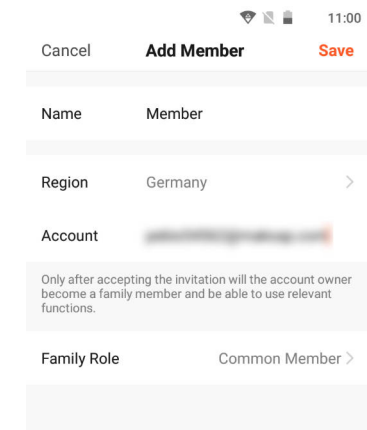 11:00
Cancel Add Member Save
Name Member
Region Germany
Account
Only after accepting the invitation will the account owner
become a family member and be able to use relevant
functions.
Family Role Common Member